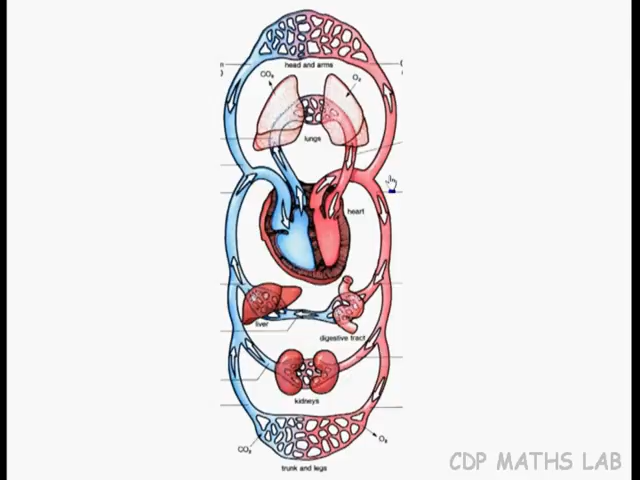 head and arms
CO₂
O₂
lungs
heart
liver
digestive tract
kidneys
CO₂
O₂
trunk and legs
CDP MATHS LAB